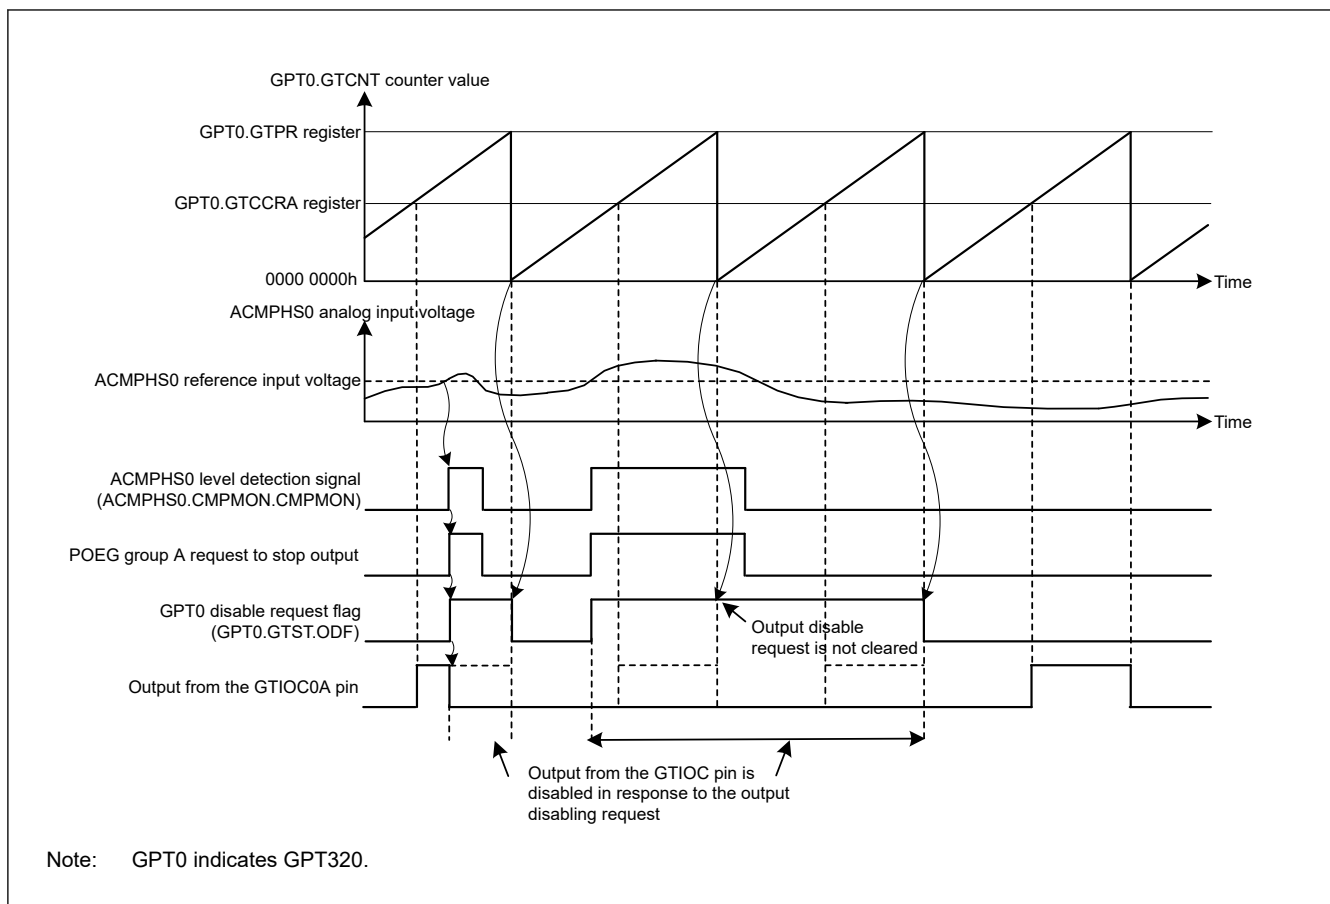 GPT0.GTCNT counter value
GPT0.GTPR register
GPT0.GTCCRA register
0000 0000h
Time
ACMPHS0 analog input voltage
ACMPHS0 reference input voltage
Time
ACMPHS0 level detection signal
(ACMPHS0.CMPMON.CMPMON)
POEG group A request to stop output
GPT0 disable request flag
(GPT0.GTST.ODF)
Output disable
request is not cleared
Output from the GTIOC0A pin
Output from the GTIOC pin is
disabled in response to the output
disabling request
Note: GPT0 indicates GPT320.